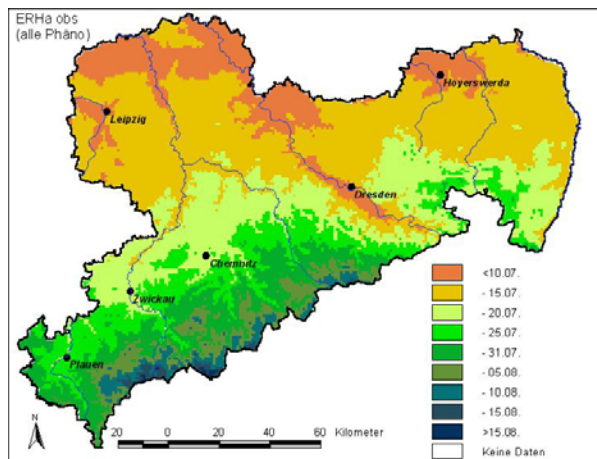 ERHa obs
(alle Phäno)
Hoyerswerda
Leipzig
Dresden
Chemnitz
Zwickau
Plauen
<10.07.
- 15.07.
- 20.07.
- 25.07.
- 31.07.
- 05.08.
- 10.08.
- 15.08.
>15.08.
Keine Daten
N
20 0 20 40 60 Kilometer